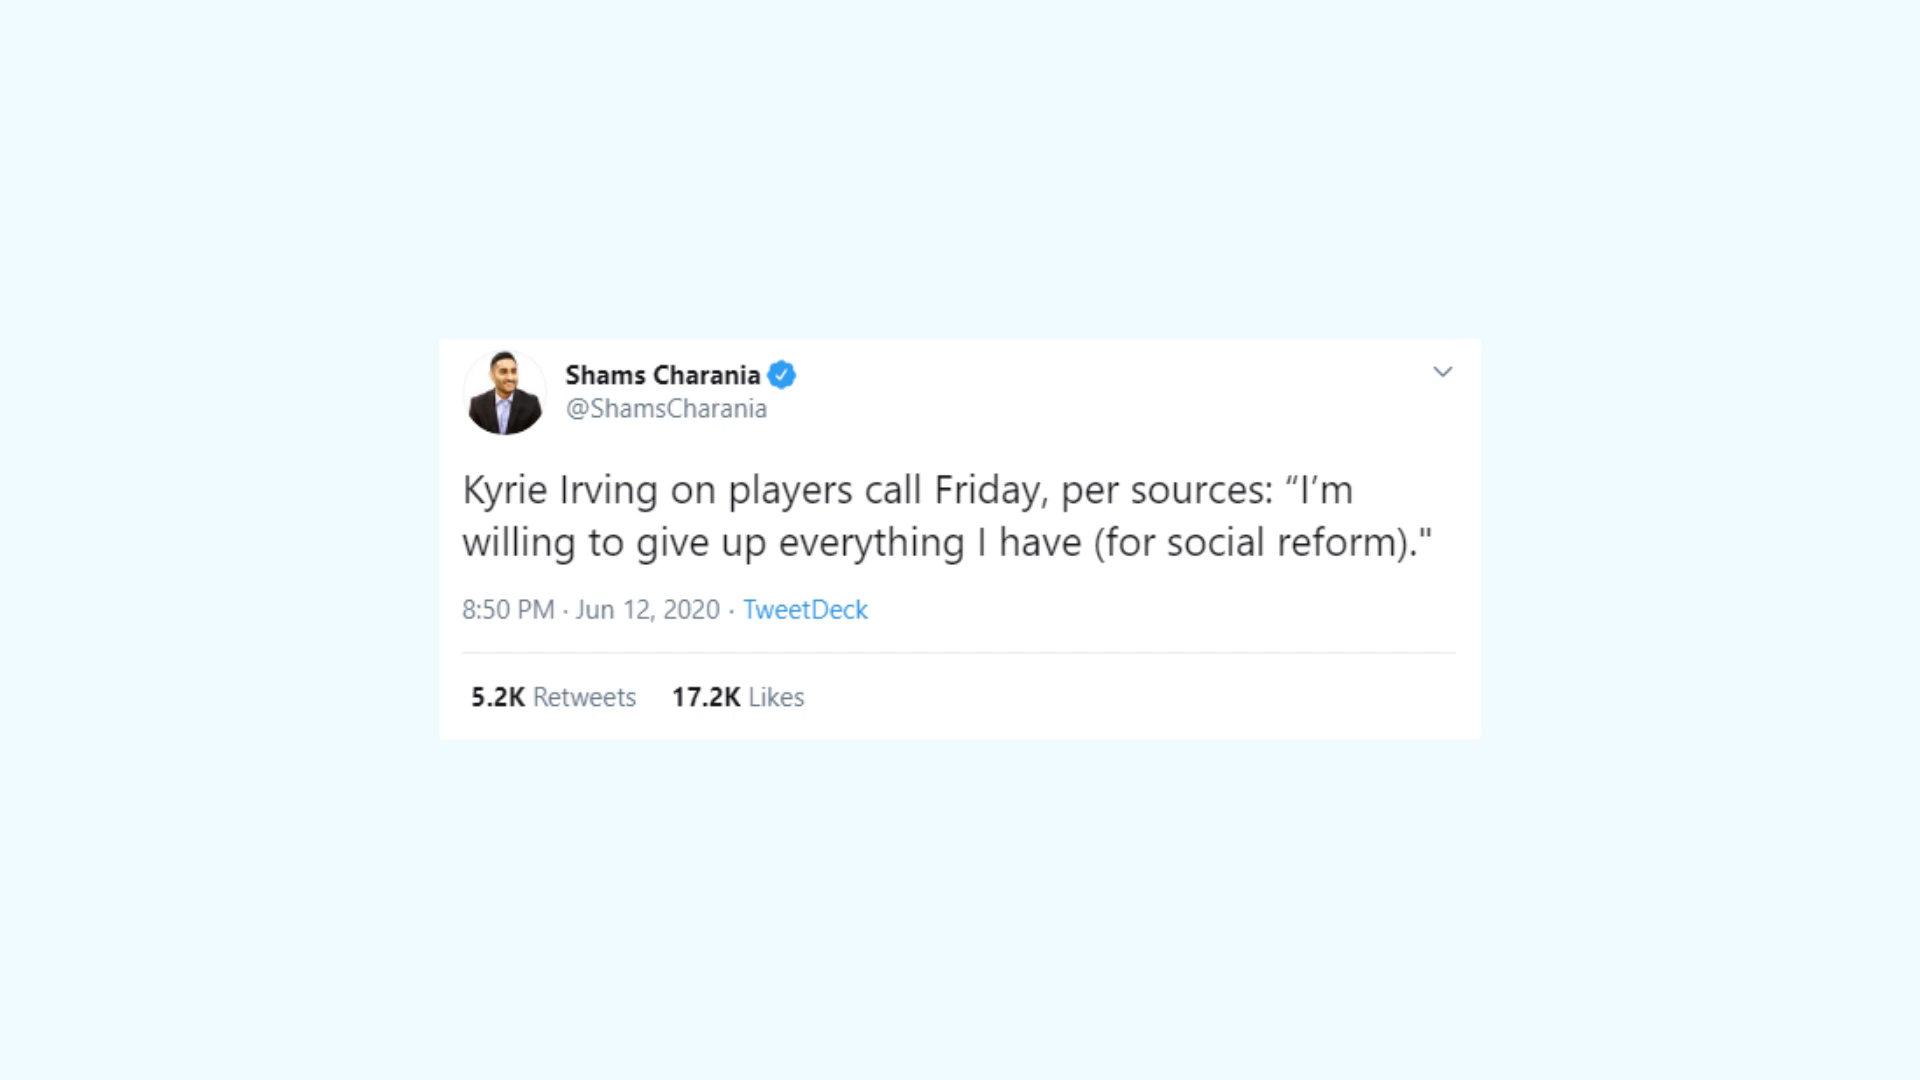 Shams Charania
@ShamsCharania
Kyrie Irving on players call Friday, per sources: “I’m
willing to give up everything I have (for social reform)."
8:50 PM · Jun 12, 2020 · TweetDeck
5.2K Retweets 17.2K Likes